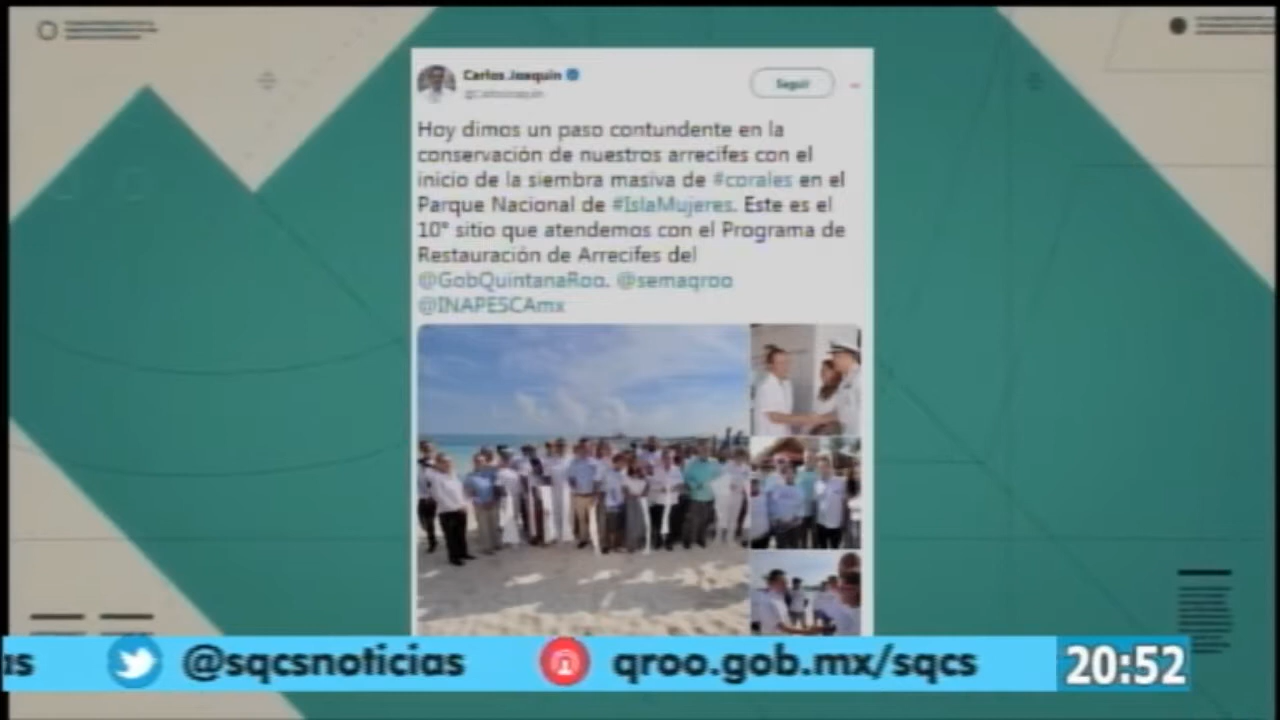 Carlos Joaquín
Seguir
Hoy dimos un paso contundente en la
conservación de nuestros arrecifes con el
inicio de la siembra masiva de #corales en el
Parque Nacional de #IslaMujeres. Este es el
10° sitio que atendemos con el Programa de
Restauración de Arrecifes del
@GobQuintanaRoo. @semaqroo
@INAPESCAmx
as @sqcsnoticias qroo.gob.mx/sqcs 20:52